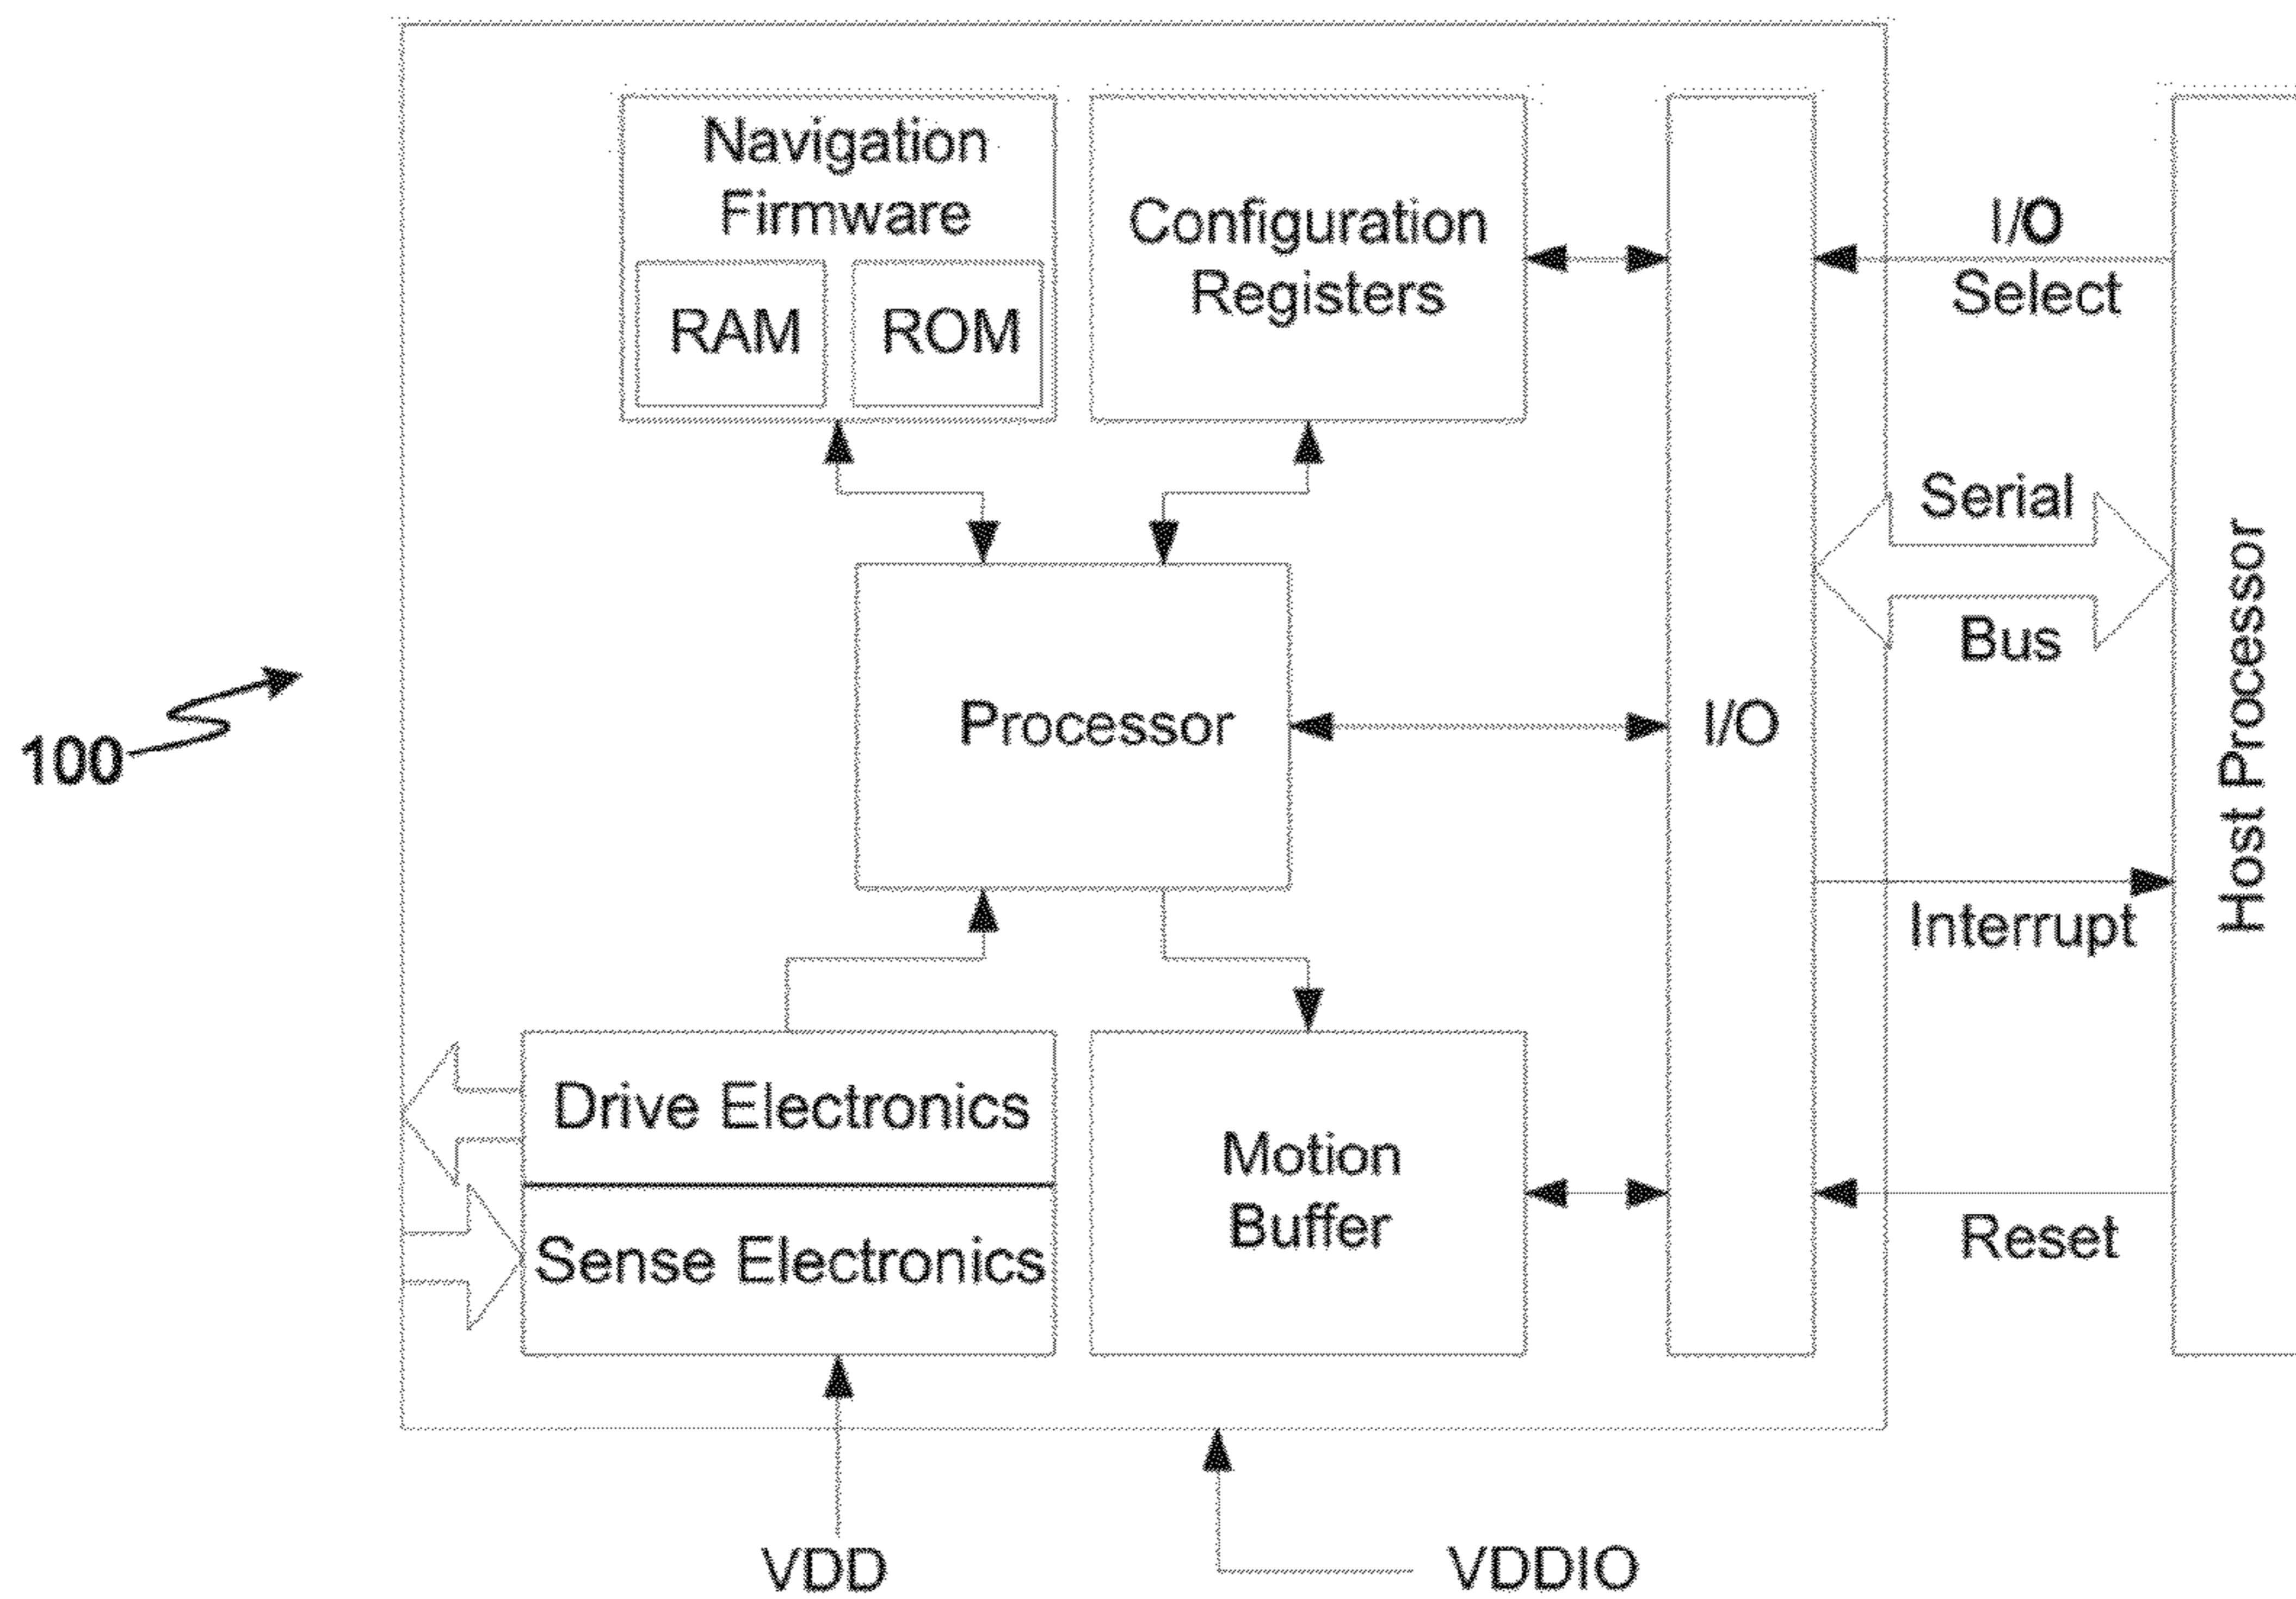 Navigation
Firmware
RAM
ROM
Configuration
Registers
I/O
Select
Serial
Bus
Processor
I/O
Host Processor
100
Interrupt
Drive Electronics
Sense Electronics
Motion
Buffer
Reset
VDD
VDDIO